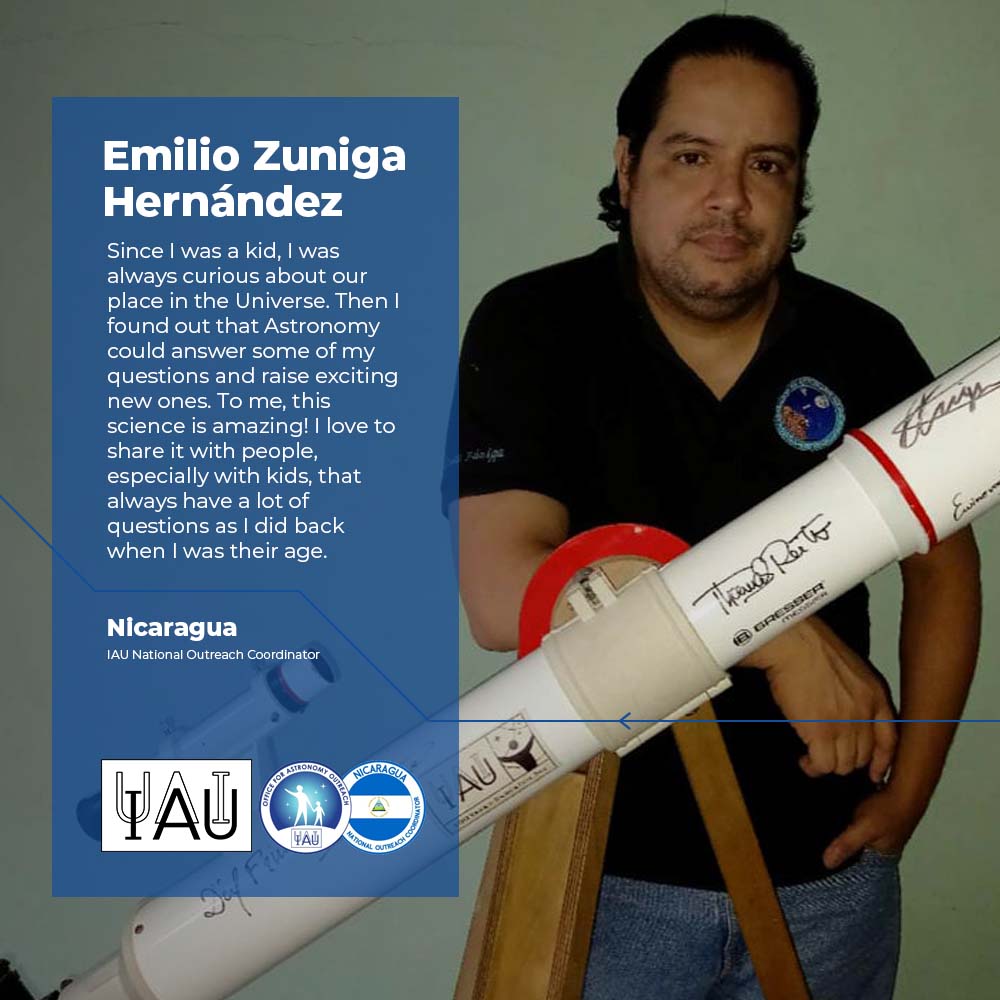 Emilio Zuniga
Hernández
Since I was a kid, I was
always curious about our
place in the Universe. Then I
found out that Astronomy
could answer some of my
questions and raise exciting
new ones. To me, this
science is amazing! I love to
share it with people,
especially with kids, that
always have a lot of
questions as I did back
when I was their age.
Nicaragua
IAU National Outreach Coordinator
IAU
OFFICE FOR ASTRONOMY OUTREACH
IAU
NICARAGUA
NATIONAL OUTREACH COORDINATOR
BRESSER
MESSIER
IAU